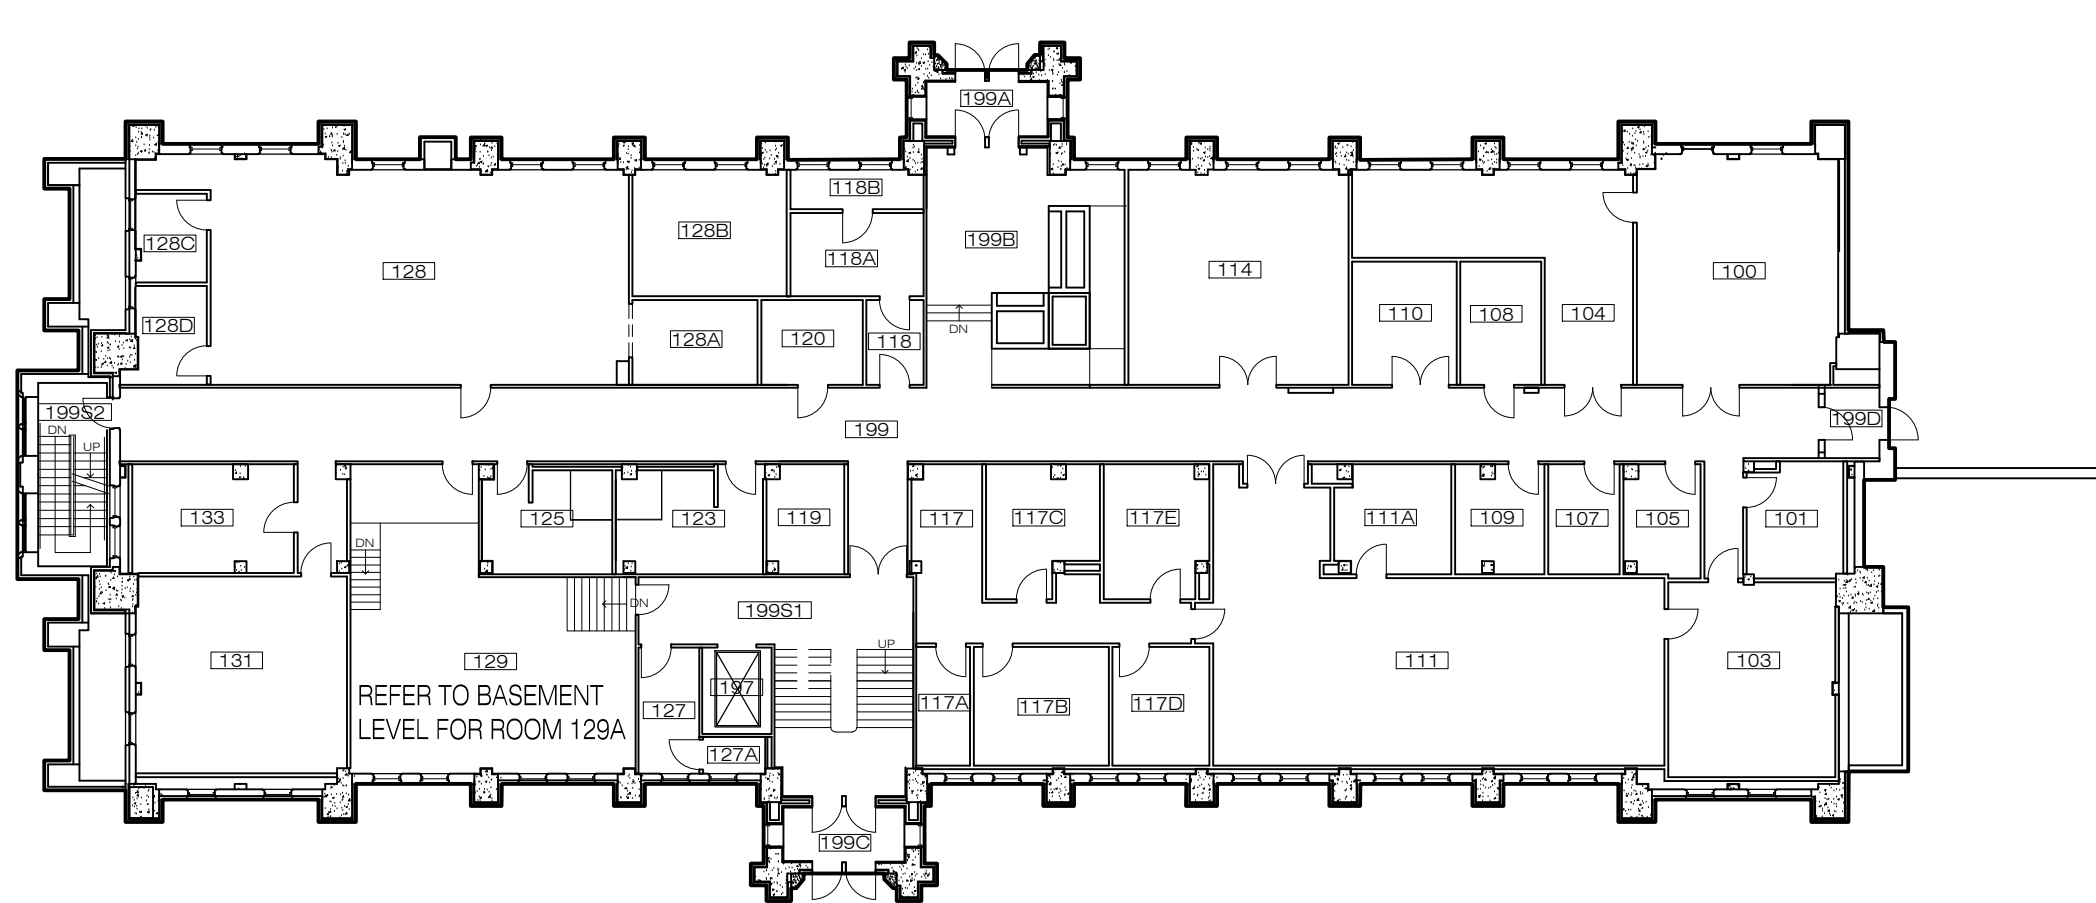 199A
118B
128B
199B
128C
118A
128
114
100
128D
110
108
104
DN
128A
120
118
199S2
199D
DN
199
UP
133
125
123
119
117
117C
117E
111A
109
107
105
101
DN
DN
199S1
UP
131
129
111
103
REFER TO BASEMENT
LEVEL FOR ROOM 129A
197
127
117A
117B
117D
127A
199C